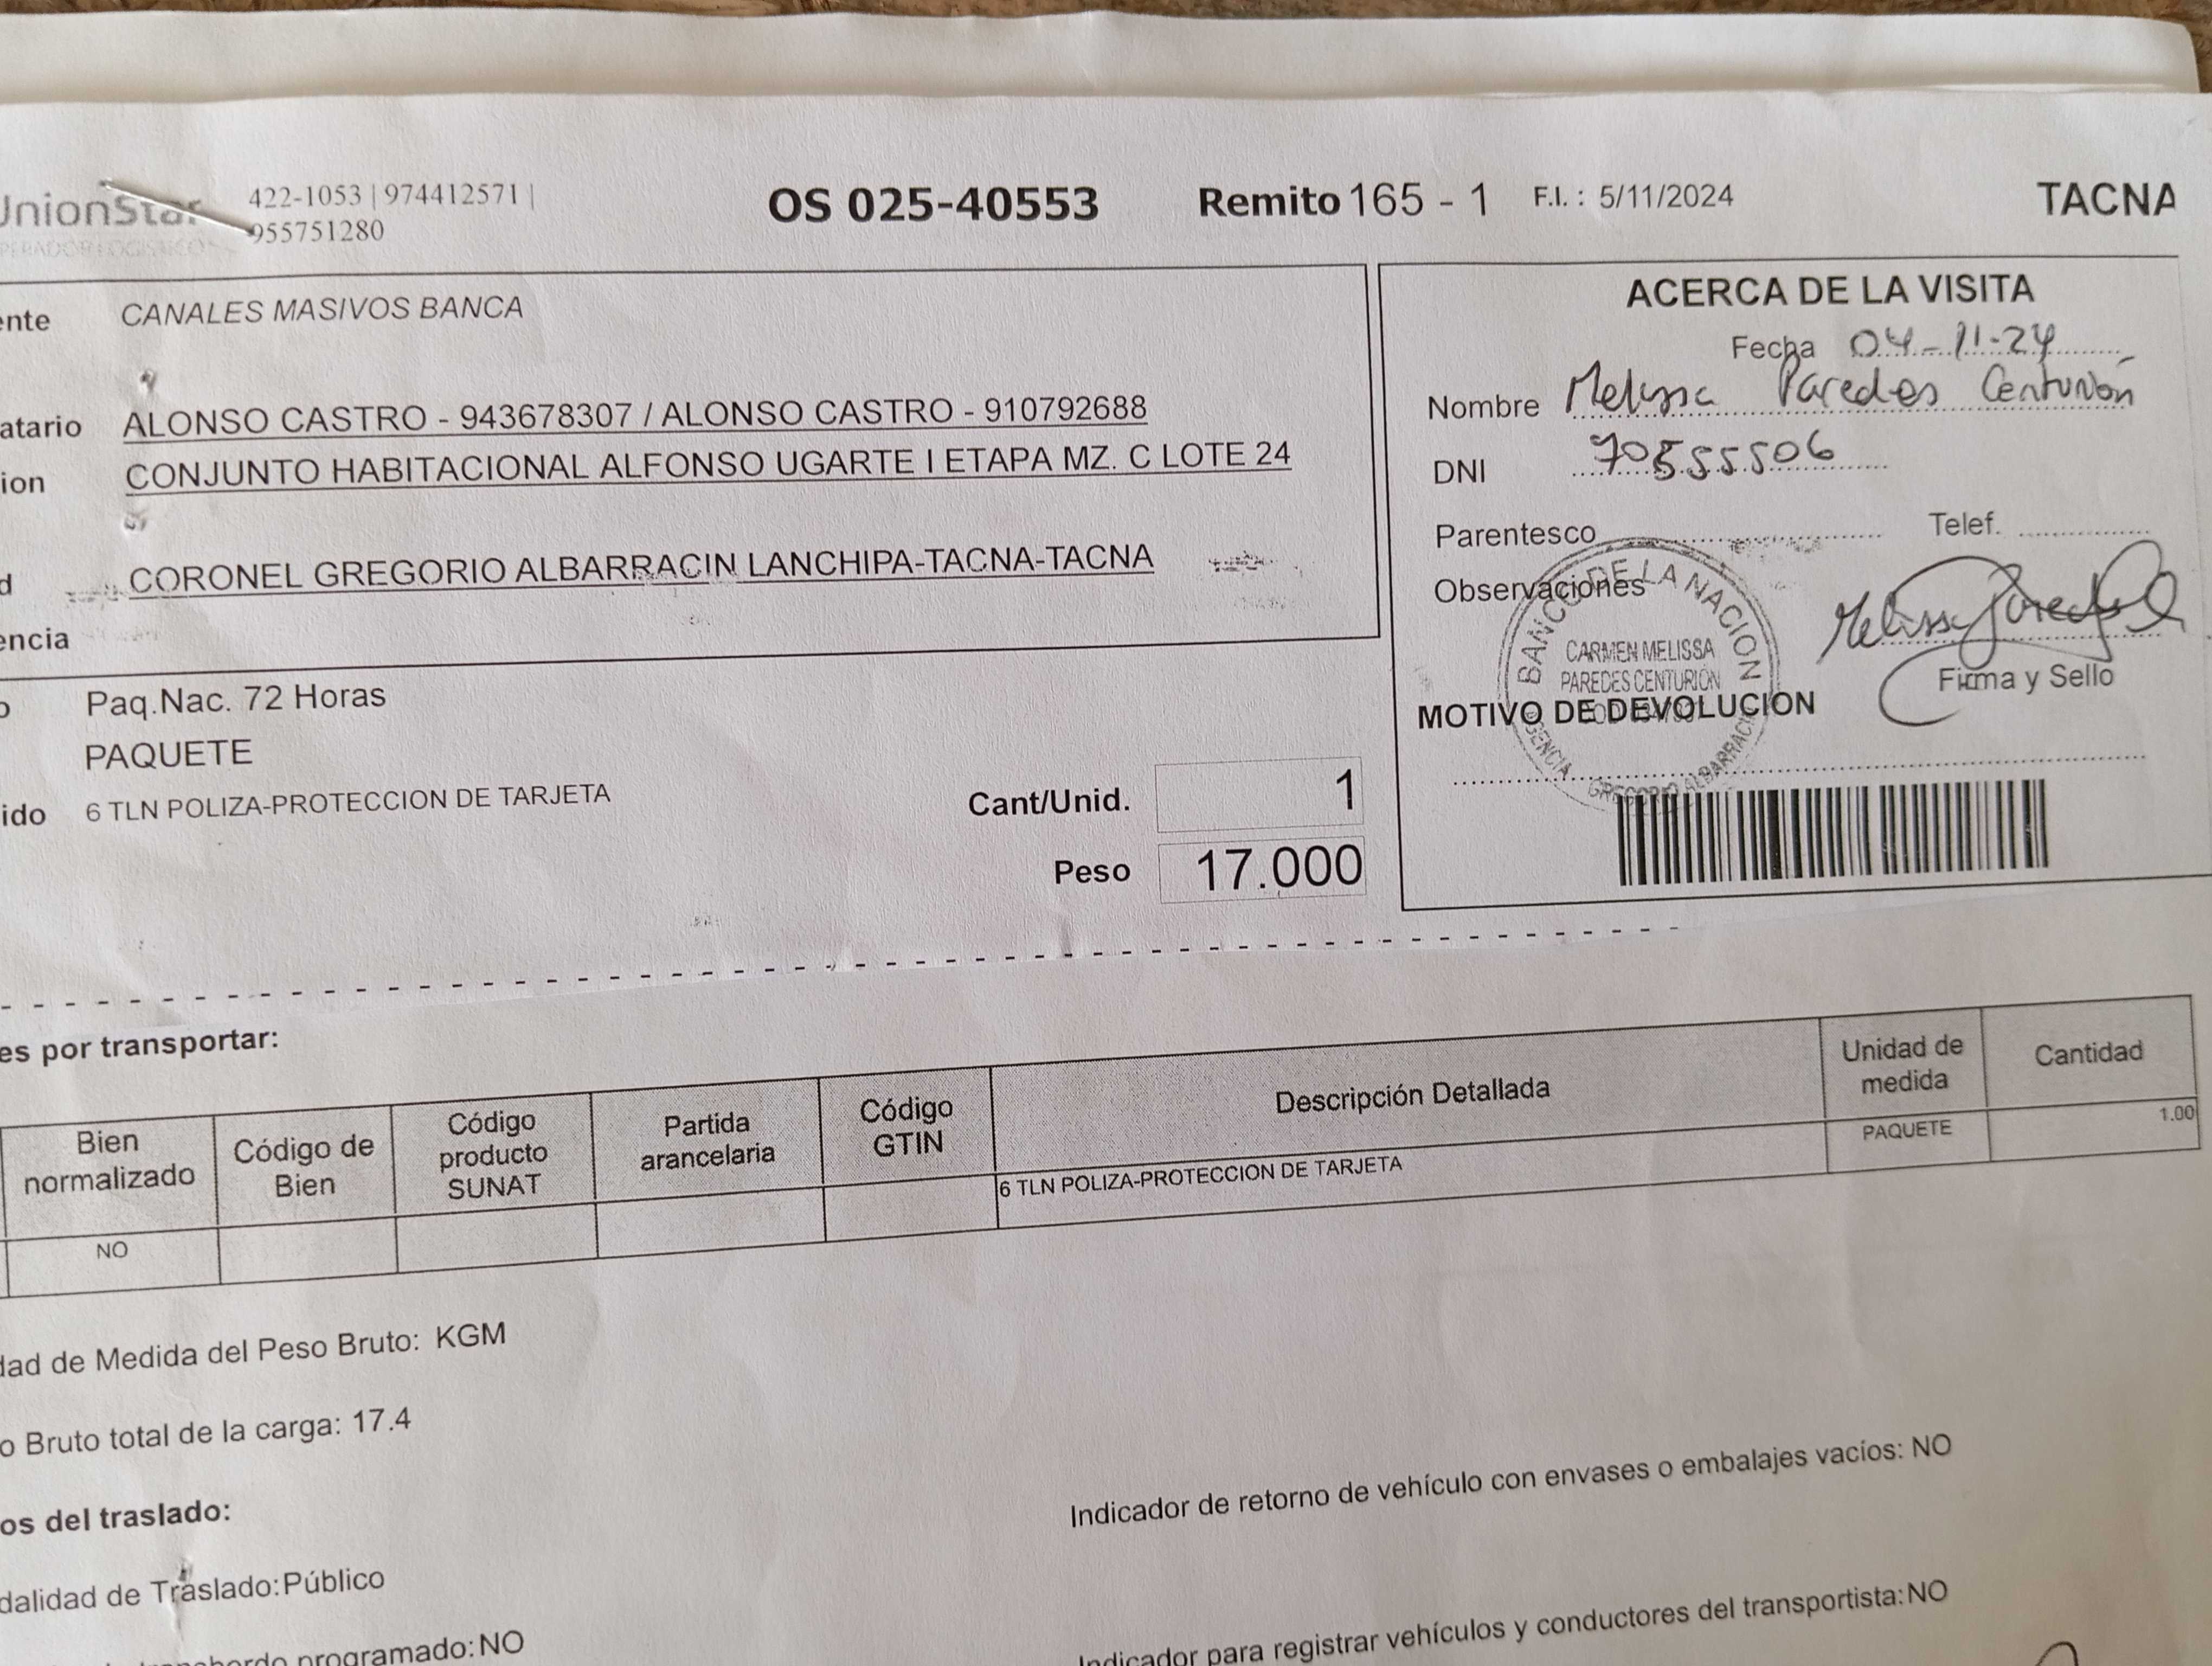 UnionStar
422-1053 | 974412571 |
955751280
OS 025-40553
Remito 165 - 1
F.I. : 5/11/2024
TACNA
ente CANALES MASIVOS BANCA
atario ALONSO CASTRO - 943678307 / ALONSO CASTRO - 910792688
ion CONJUNTO HABITACIONAL ALFONSO UGARTE I ETAPA MZ. C LOTE 24
d CORONEL GREGORIO ALBARRACIN LANCHIPA-TACNA-TACNA
encia
o Paq.Nac. 72 Horas
PAQUETE
ido 6 TLN POLIZA-PROTECCION DE TARJETA
Cant/Unid. 1
Peso 17.000
ACERCA DE LA VISITA
Fecha 04-11-24
Nombre Melissa Paredes Centurión
DNI 70555506
Parentesco Telef.
Observaciones
BANCO DE LA NACION
CARMEN MELISSA
PAREDES CENTURIÓN
AGENCIA GREGORIO ALBARRACIN
Melissa Paredes
Firma y Sello
MOTIVO DE DEVOLUCION
es por transportar:
Bien normalizado
Código de Bien
Código producto SUNAT
Partida arancelaria
Código GTIN
Descripción Detallada
Unidad de medida
Cantidad
NO
6 TLN POLIZA-PROTECCION DE TARJETA
PAQUETE
1.00
dad de Medida del Peso Bruto: KGM
o Bruto total de la carga: 17.4
os del traslado:
Indicador de retorno de vehículo con envases o embalajes vacíos: NO
dalidad de Traslado: Público
programado: NO
Indicador para registrar vehículos y conductores del transportista: NO